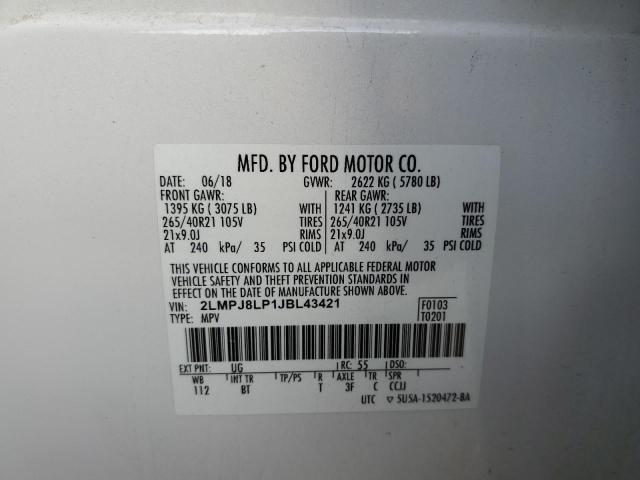 MFD. BY FORD MOTOR CO.
DATE: 06/18 GVWR: 2622 KG ( 5780 LB)
FRONT GAWR: REAR GAWR:
1395 KG ( 3075 LB) WITH 1241 KG ( 2735 LB) WITH
265/40R21 105V TIRES 265/40R21 105V TIRES
21x9.0J RIMS 21x9.0J RIMS
AT 240 kPa/ 35 PSI COLD AT 240 kPa/ 35 PSI COLD
THIS VEHICLE CONFORMS TO ALL APPLICABLE FEDERAL MOTOR
VEHICLE SAFETY AND THEFT PREVENTION STANDARDS IN
EFFECT ON THE DATE OF MANUFACTURE SHOWN ABOVE.
VIN: 2LMPJ8LP1JBL43421 F0103
TYPE: MPV T0201
EXT PNT: UG RC: 55 DSO:
WB INT TR TP/PS R AXLE TR SPR
112 BT T 3F C CCJJ
UTC ▽ 5U5A-1520472-BA